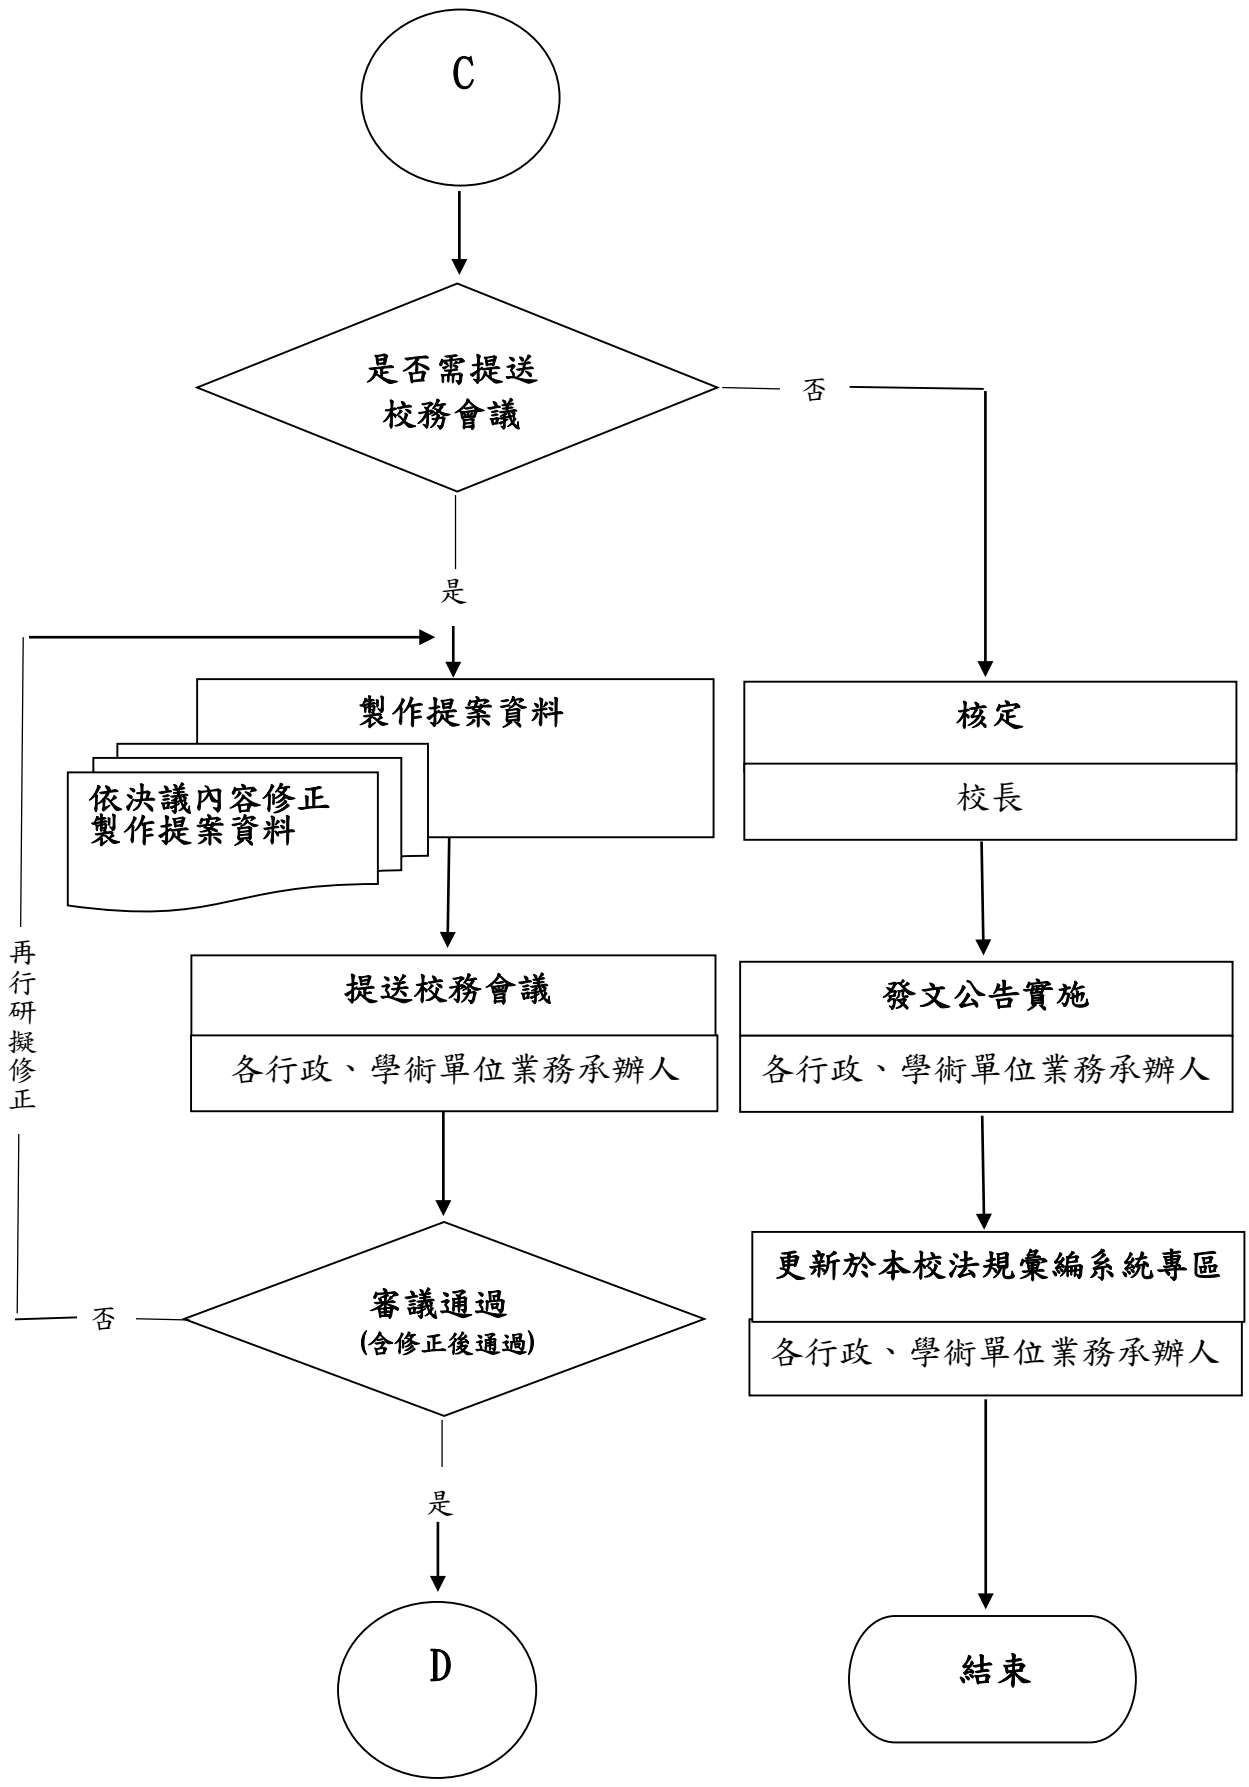 C
是否需提送
校務會議
否
是
製作提案資料
依決議內容修正
製作提案資料
核定
校長
再行研擬修正
提送校務會議
各行政、學術單位業務承辦人
發文公告實施
各行政、學術單位業務承辦人
審議通過
(含修正後通過)
否
更新於本校法規彙編系統專區
各行政、學術單位業務承辦人
是
D
結束